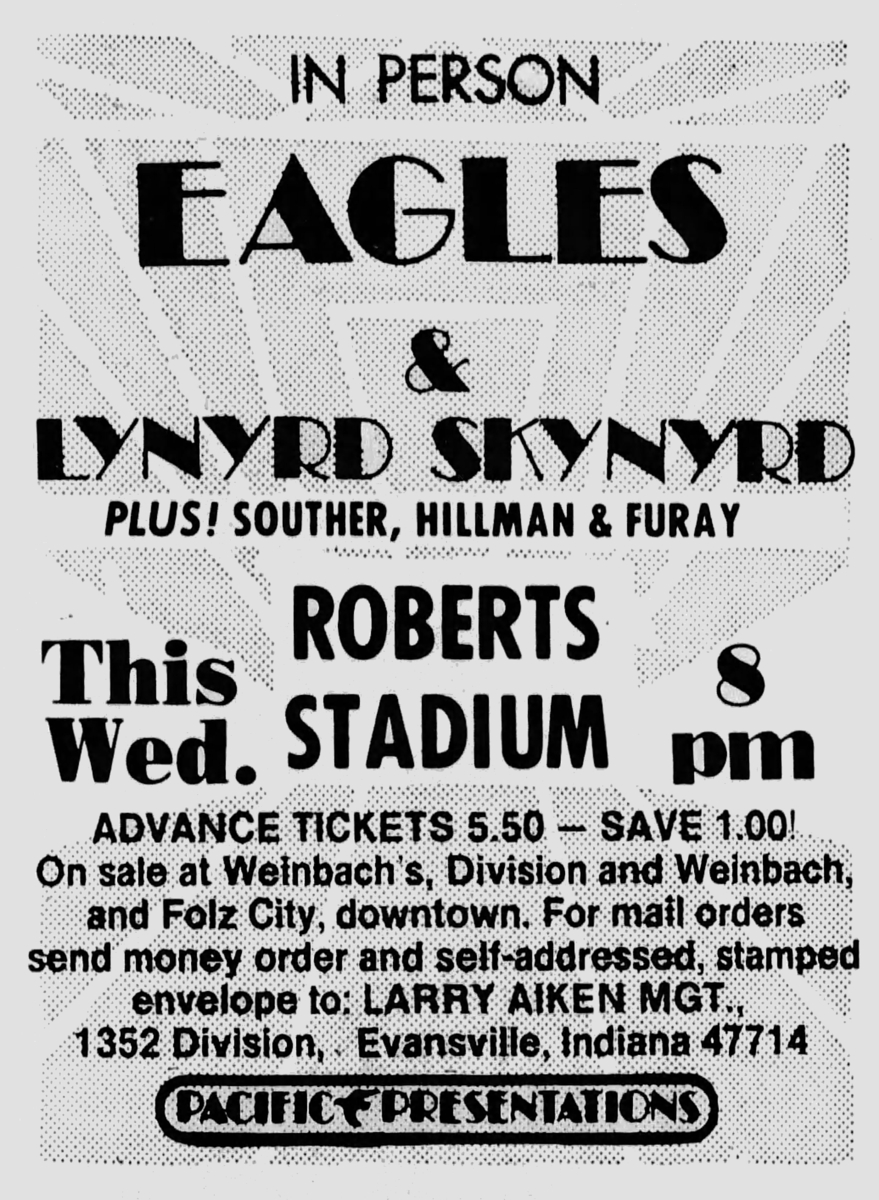 IN PERSON
EAGLES
&
LYNYRD SKYNYRD
PLUS! SOUTHER, HILLMAN & FURAY
ROBERTS
STADIUM
This
Wed.
8
pm
ADVANCE TICKETS 5.50 — SAVE 1.00!
On sale at Weinbach's, Division and Weinbach,
and Folz City, downtown. For mail orders
send money order and self-addressed, stamped
envelope to: LARRY AIKEN MGT.,
1352 Division, Evansville, Indiana 47714
PACIFIC PRESENTATIONS